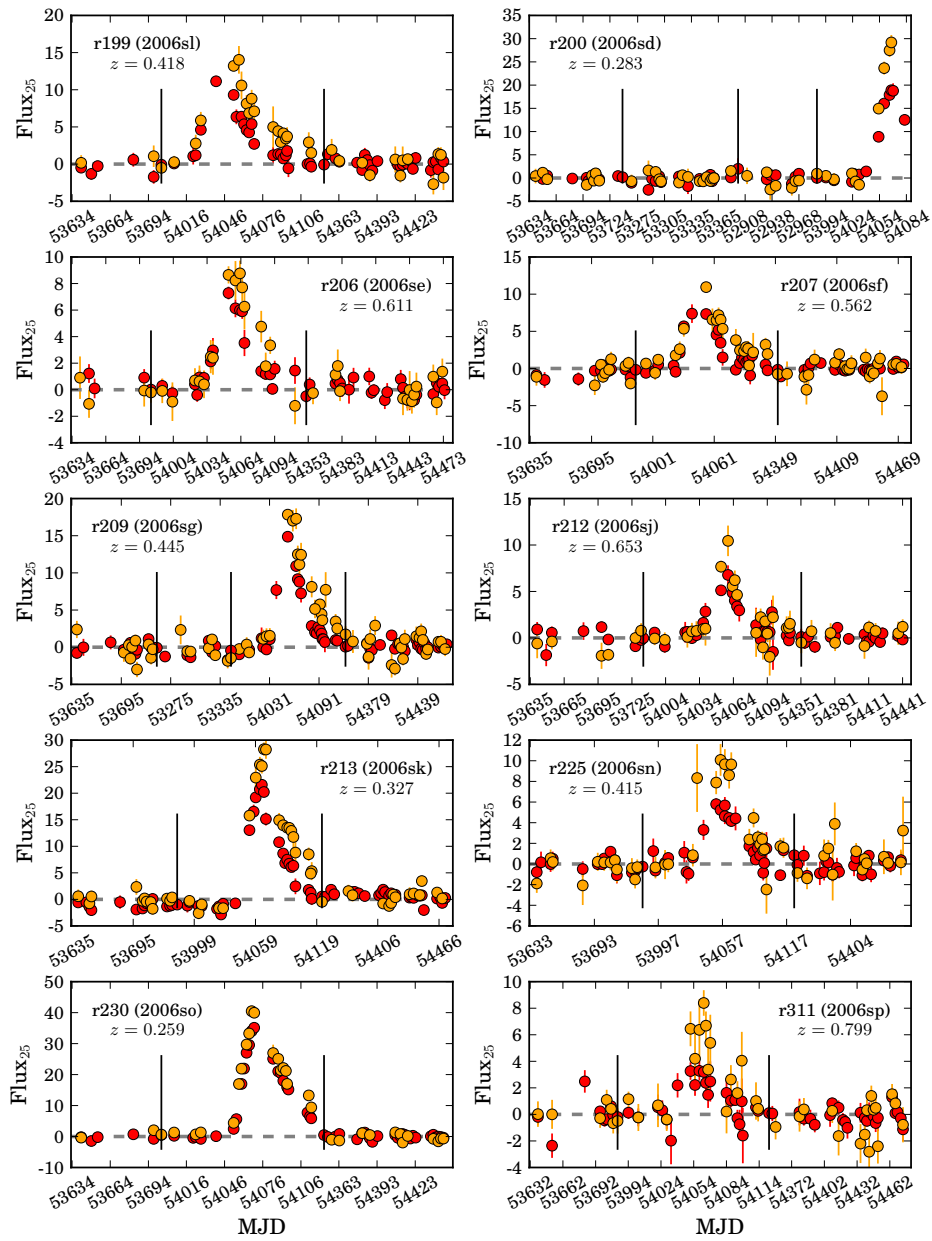 r199 (2006sl)
z = 0.418
Flux25
20
15
10
5
0
-5
53634 53664 53694 54016 54046 54076 54106 54363 54393 54423
r200 (2006sd)
z = 0.283
Flux25
35
30
25
20
15
10
5
0
-5
53634 53664 53694 53724 53275 53305 53335 53365 52908 52938 52968 53994 54024 54054 54084
r206 (2006se)
z = 0.611
Flux25
10
8
6
4
2
0
-2
-4
53634 53664 53694 54004 54034 54064 54094 54353 54383 54413 54443 54473
r207 (2006sf)
z = 0.562
Flux25
15
10
5
0
-5
-10
53635 53695 54001 54061 54349 54409 54469
r209 (2006sg)
z = 0.445
Flux25
20
15
10
5
0
-5
53635 53695 53275 53335 54031 54091 54379 54439
r212 (2006sj)
z = 0.653
Flux25
15
10
5
0
-5
53635 53665 53695 53725 54004 54034 54064 54094 54351 54381 54411 54441
r213 (2006sk)
z = 0.327
Flux25
30
25
20
15
10
5
0
-5
53635 53695 53999 54059 54119 54406 54466
r225 (2006sn)
z = 0.415
Flux25
12
10
8
6
4
2
0
-2
-4
-6
53633 53693 53997 54057 54117 54404
r230 (2006so)
z = 0.259
Flux25
50
40
30
20
10
0
-10
53634 53664 53694 54016 54046 54076 54106 54363 54393 54423
MJD
r311 (2006sp)
z = 0.799
Flux25
10
8
6
4
2
0
-2
-4
53632 53662 53692 53994 54024 54054 54084 54114 54372 54402 54432 54462
MJD